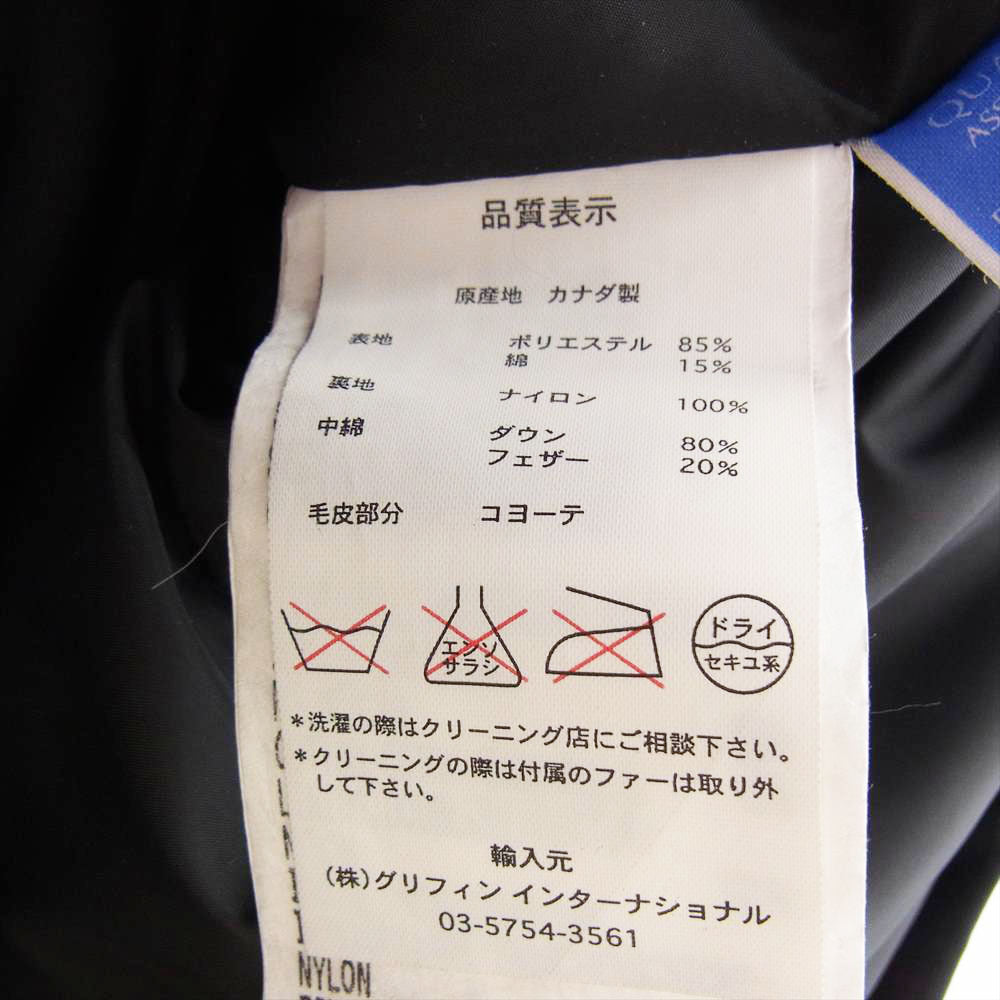 品質表示
原産地 カナダ製
表地 ポリエステル 85%
綿 15%
裏地 ナイロン 100%
中綿 ダウン 80%
フェザー 20%
毛皮部分 コヨーテ
エンソ
サラシ
ドライ
セキユ系
*洗濯の際はクリーニング店にご相談下さい。
*クリーニングの際は付属のファーは取り外
して下さい。
輸入元
(株)グリフィン インターナショナル
03-5754-3561
NYLON